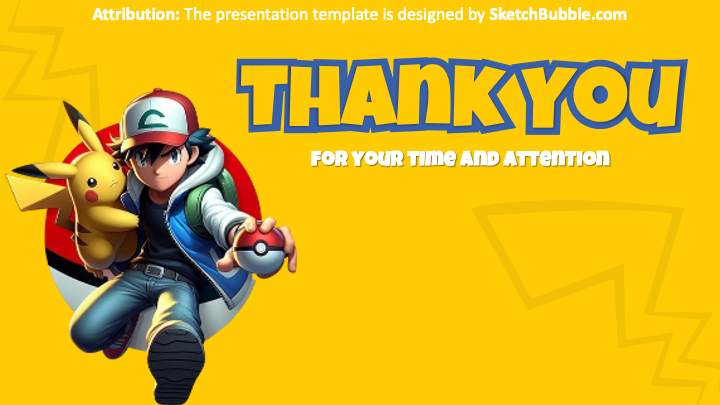 Attribution: The presentation template is designed by SketchBubble.com
THANK YOU
FOR YOUR TIME AND ATTENTION